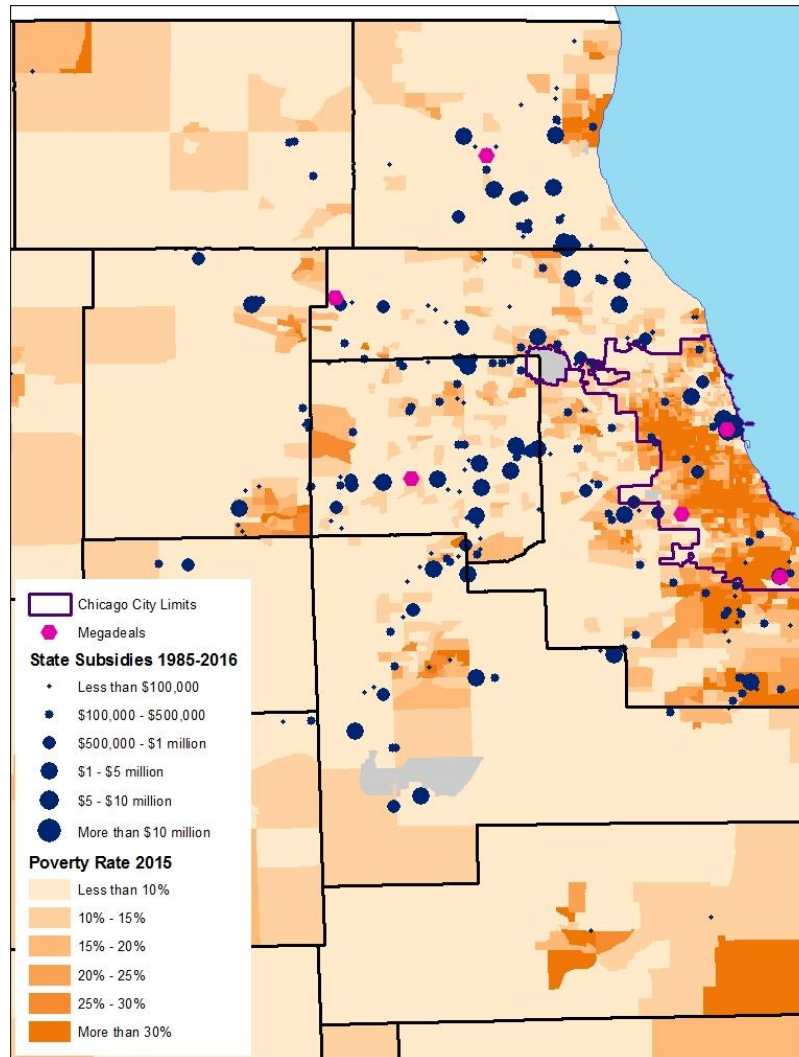 Chicago City Limits
Megadeals
State Subsidies 1985-2016
Less than $100,000
$100,000 - $500,000
$500,000 - $1 million
$1 - $5 million
$5 - $10 million
More than $10 million
Poverty Rate 2015
Less than 10%
10% - 15%
15% - 20%
20% - 25%
25% - 30%
More than 30%